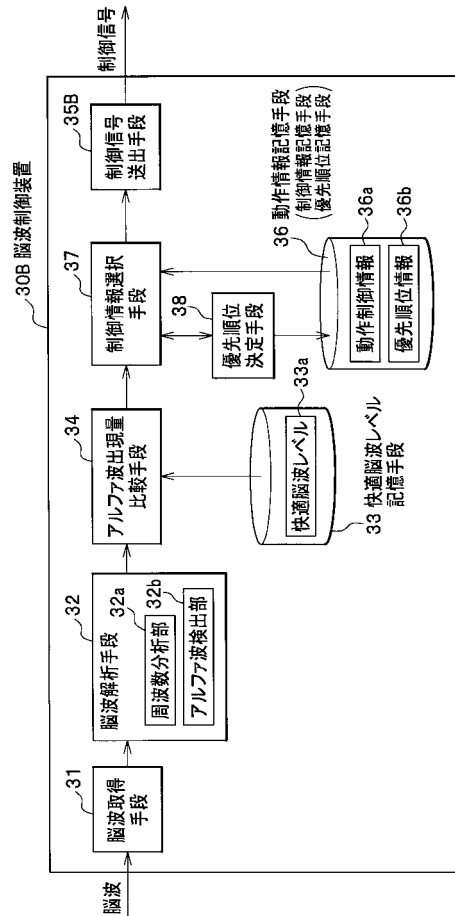 30B 脳波制御装置
脳波
31
脳波取得
手段
32
脳波解析手段
32a
周波数分析部
32b
アルファ波検出部
34
アルファ波出現量
比較手段
33a
快適脳波レベル
33 快適脳波レベル
記憶手段
37
制御情報選択
手段
38
優先順位
決定手段
35B
制御信号
送出手段
制御信号
36 動作情報記憶手段
(制御情報記憶手段
優先順位記憶手段)
36a
動作制御情報
36b
優先順位情報